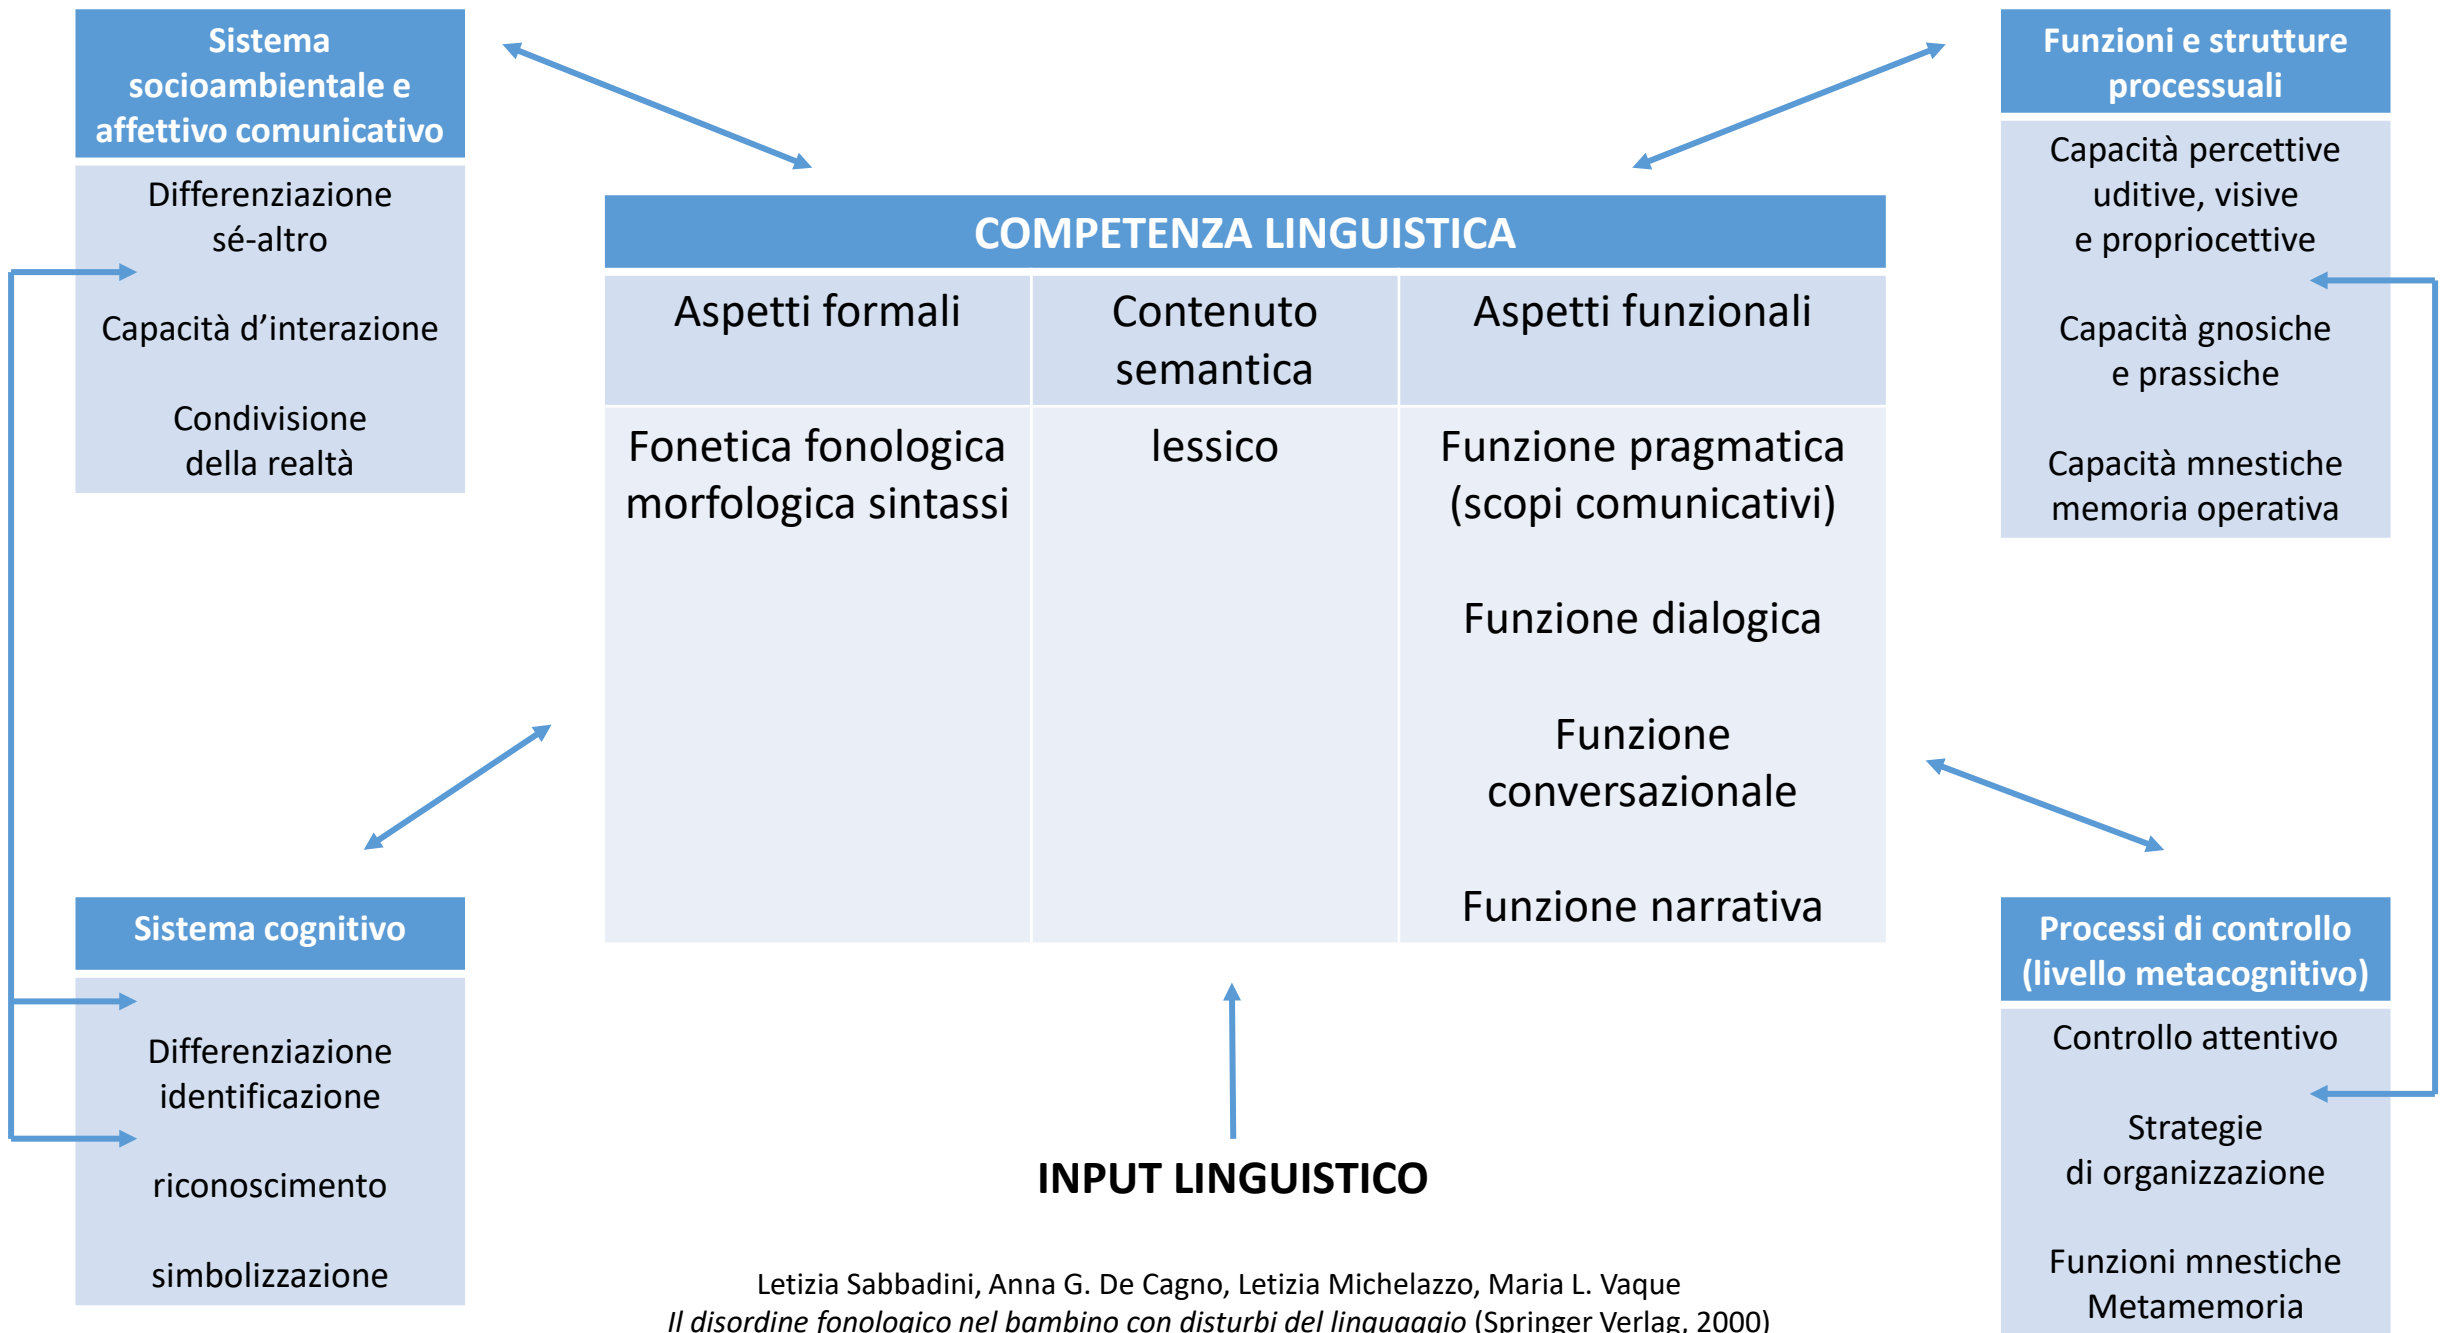 Sistema
socioambientale e
affettivo comunicativo
Differenziazione
sé-altro
Capacità d’interazione
Condivisione
della realtà
Funzioni e strutture
processuali
Capacità percettive
uditive, visive
e propriocettive
Capacità gnosiche
e prassiche
Capacità mnestiche
memoria operativa
COMPETENZA LINGUISTICA
Aspetti formali
Contenuto
semantica
Aspetti funzionali
Fonetica fonologica
morfologica sintassi
lessico
Funzione pragmatica
(scopi comunicativi)
Funzione dialogica
Funzione
conversazionale
Funzione narrativa
Sistema cognitivo
Differenziazione
identificazione
riconoscimento
simbolizzazione
Processi di controllo
(livello metacognitivo)
Controllo attentivo
Strategie
di organizzazione
Funzioni mnestiche
Metamemoria
INPUT LINGUISTICO
Letizia Sabbadini, Anna G. De Cagno, Letizia Michelazzo, Maria L. Vaque
Il disordine fonologico nel bambino con disturbi del linguaggio (Springer Verlag, 2000)